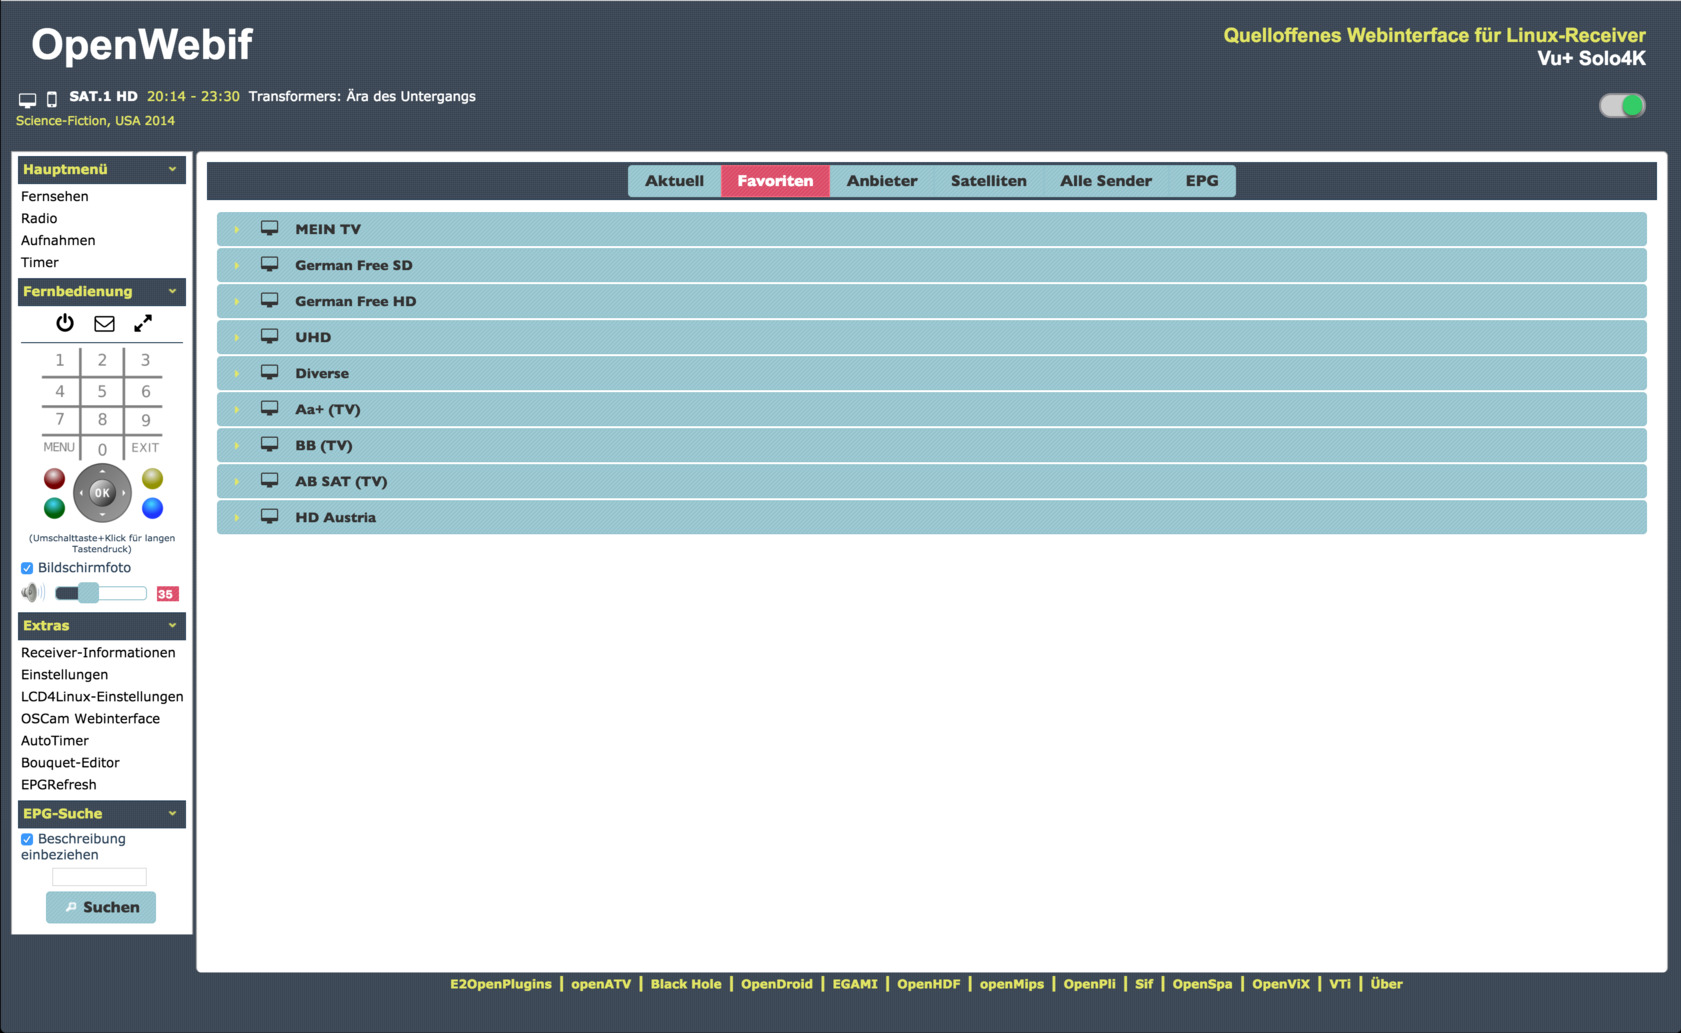 OpenWebif
Quelloffenes Webinterface für Linux-Receiver
Vu+ Solo4K
SAT.1 HD 20:14 - 23:30 Transformers: Ära des Untergangs
Science-Fiction, USA 2014
Hauptmenü
Fernsehen
Radio
Aufnahmen
Timer
Fernbedienung
1 2 3
4 5 6
7 8 9
MENU 0 EXIT
OK
(Umschalttaste+Klick für langen
Tastendruck)
Bildschirmfoto
35
Extras
Receiver-Informationen
Einstellungen
LCD4Linux-Einstellungen
OSCam Webinterface
AutoTimer
Bouquet-Editor
EPGRefresh
EPG-Suche
Beschreibung
einbeziehen
Suchen
Aktuell Favoriten Anbieter Satelliten Alle Sender EPG
MEIN TV
German Free SD
German Free HD
UHD
Diverse
Aa+ (TV)
BB (TV)
AB SAT (TV)
HD Austria
E2OpenPlugins | openATV | Black Hole | OpenDroid | EGAMI | OpenHDF | openMips | OpenPli | Sif | OpenSpa | OpenViX | VTi | Über